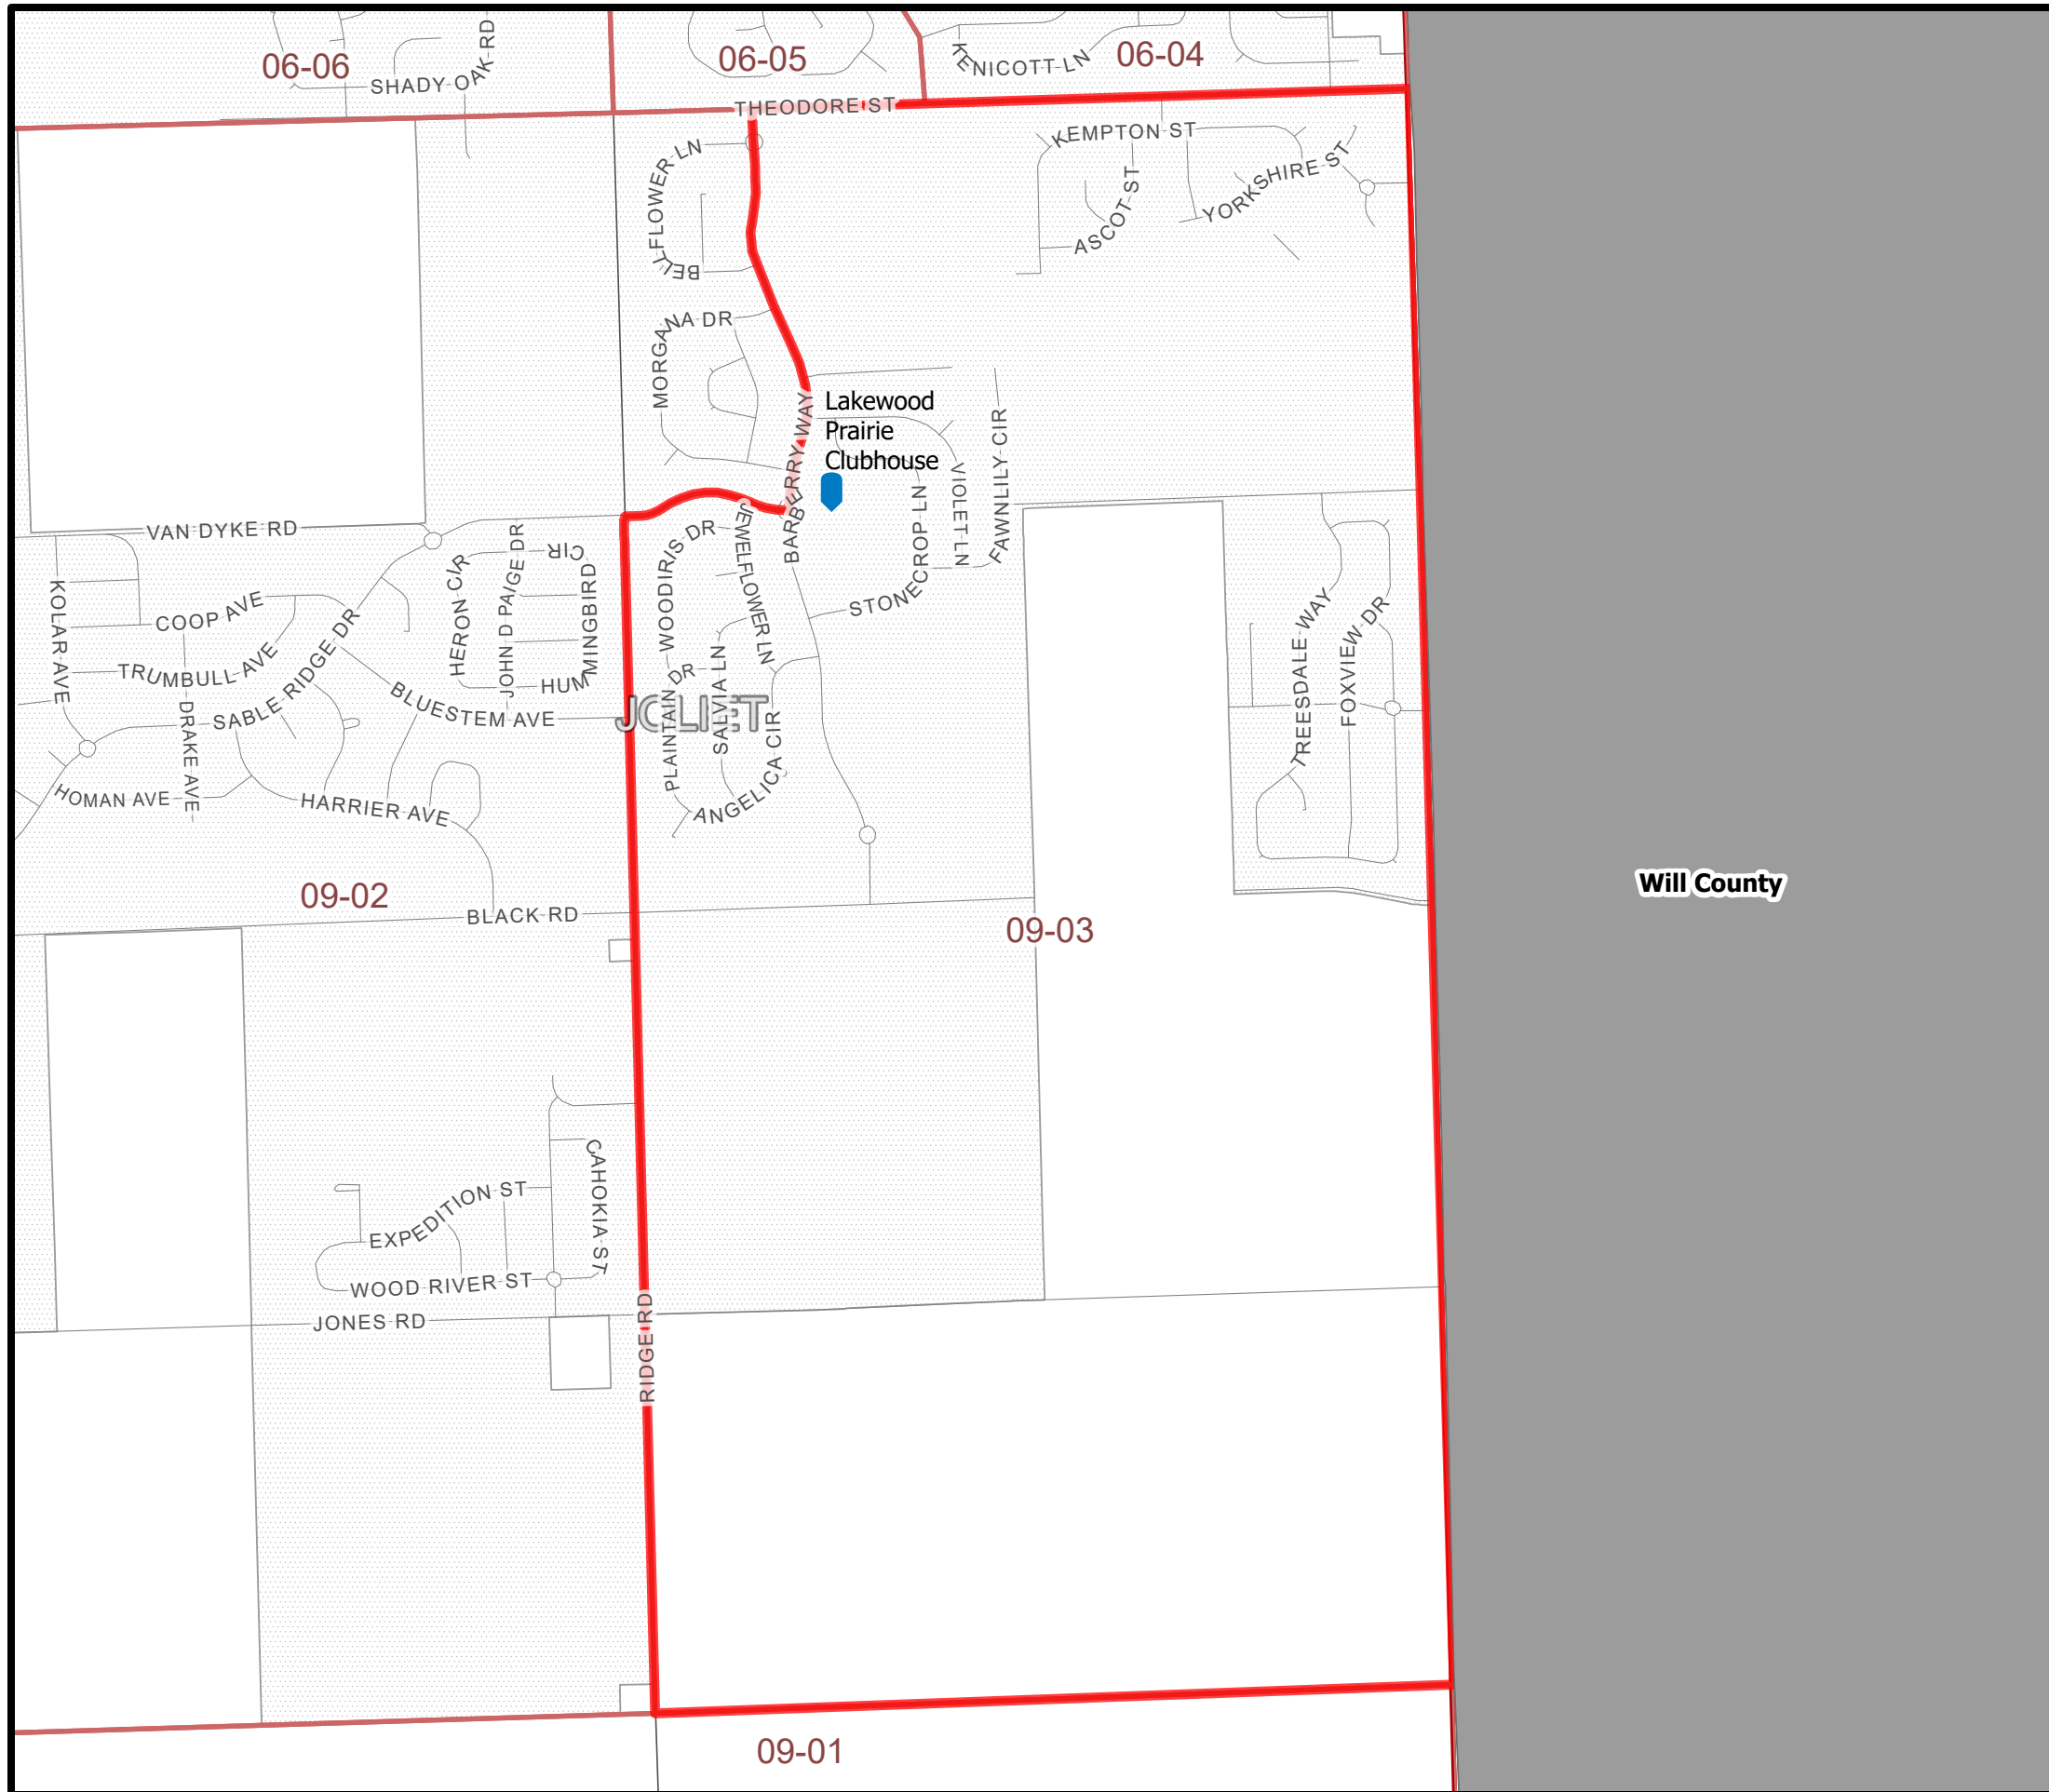 06-06
SHADY OAK RD
06-05
KENICOTT LN
06-04
THEODORE ST
KEMPTON ST
BELLFLOWER LN
ASCOT ST
YORKSHIRE ST
MORGANA DR
Lakewood
Prairie
Clubhouse
BARBERRY WAY
FAWNLILY CIR
VIOLET LN
STONECROP LN
VAN DYKE RD
JEWELFLOWER LN
WOODIRIS DR
HERON CIR
JOHN D PAIGE DR
HUMMINGBIRD CIR
KOLAR AVE
COOP AVE
TRUMBULL AVE
SABLE RIDGE DR
DRAKE AVE
BLUESTEM AVE
JOLIET
PLAINTAIN DR
SALVIA LN
ANGELICA CIR
TREESDALE WAY
FOXVIEW DR
HOMAN AVE
HARRIER AVE
Will County
09-02
BLACK RD
09-03
CAHOKIA ST
EXPEDITION ST
WOOD RIVER ST
JONES RD
RIDGE RD
09-01